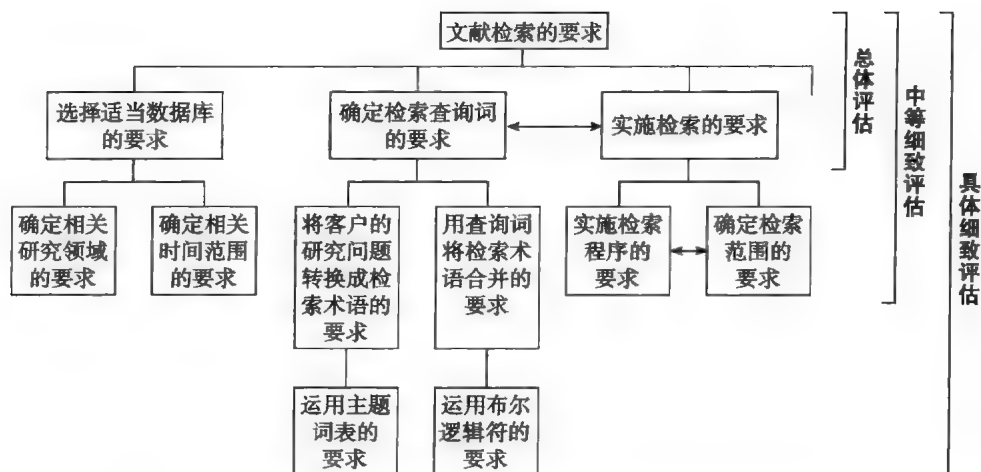 文献检索的要求
选择适当数据库
的要求
确定检索查询词
的要求
实施检索的要求
确定相关
研究领域
的要求
确定相关
时间范围
的要求
将客户的
研究问题
转换成检
索术语的
要求
用查询词
将检索术
语合并的
要求
实施检索
程序的
要求
确定检索
范围的
要求
运用主题
词表的
要求
运用布尔
逻辑符的
要求
总体评估
中等细致评估
具体细致评估